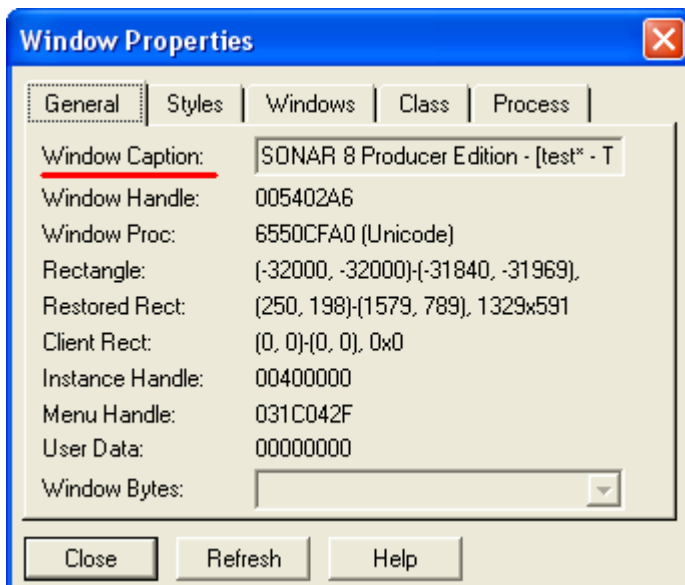 Window Properties
General Styles Windows Class Process
Window Caption: SONAR 8 Producer Edition - [test* - T
Window Handle: 005402A6
Window Proc: 6550CFA0 (Unicode)
Rectangle: (-32000, -32000)-(-31840, -31969),
Restored Rect: (250, 198)-(1579, 789), 1329x591
Client Rect: (0, 0)-(0, 0), 0x0
Instance Handle: 00400000
Menu Handle: 031C042F
User Data: 00000000
Window Bytes:
Close Refresh Help